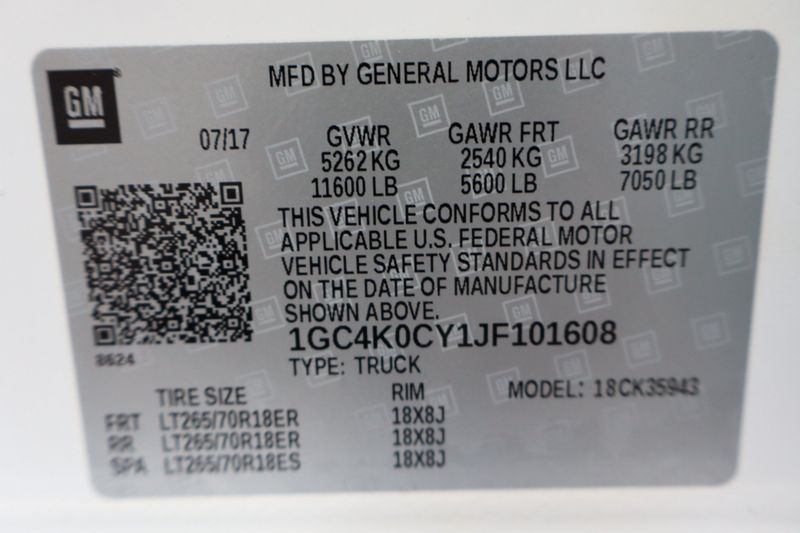 GM
MFD BY GENERAL MOTORS LLC
07/17 GVWR GAWR FRT GAWR RR
5262 KG 2540 KG 3198 KG
11600 LB 5600 LB 7050 LB
THIS VEHICLE CONFORMS TO ALL
APPLICABLE U.S. FEDERAL MOTOR
VEHICLE SAFETY STANDARDS IN EFFECT
ON THE DATE OF MANUFACTURE
SHOWN ABOVE.
1GC4K0CY1JF101608
8624
TYPE: TRUCK
TIRE SIZE RIM MODEL: 18CK35943
FRT LT265/70R18ER 18X8J
RR LT265/70R18ER 18X8J
SPA LT265/70R18ES 18X8J